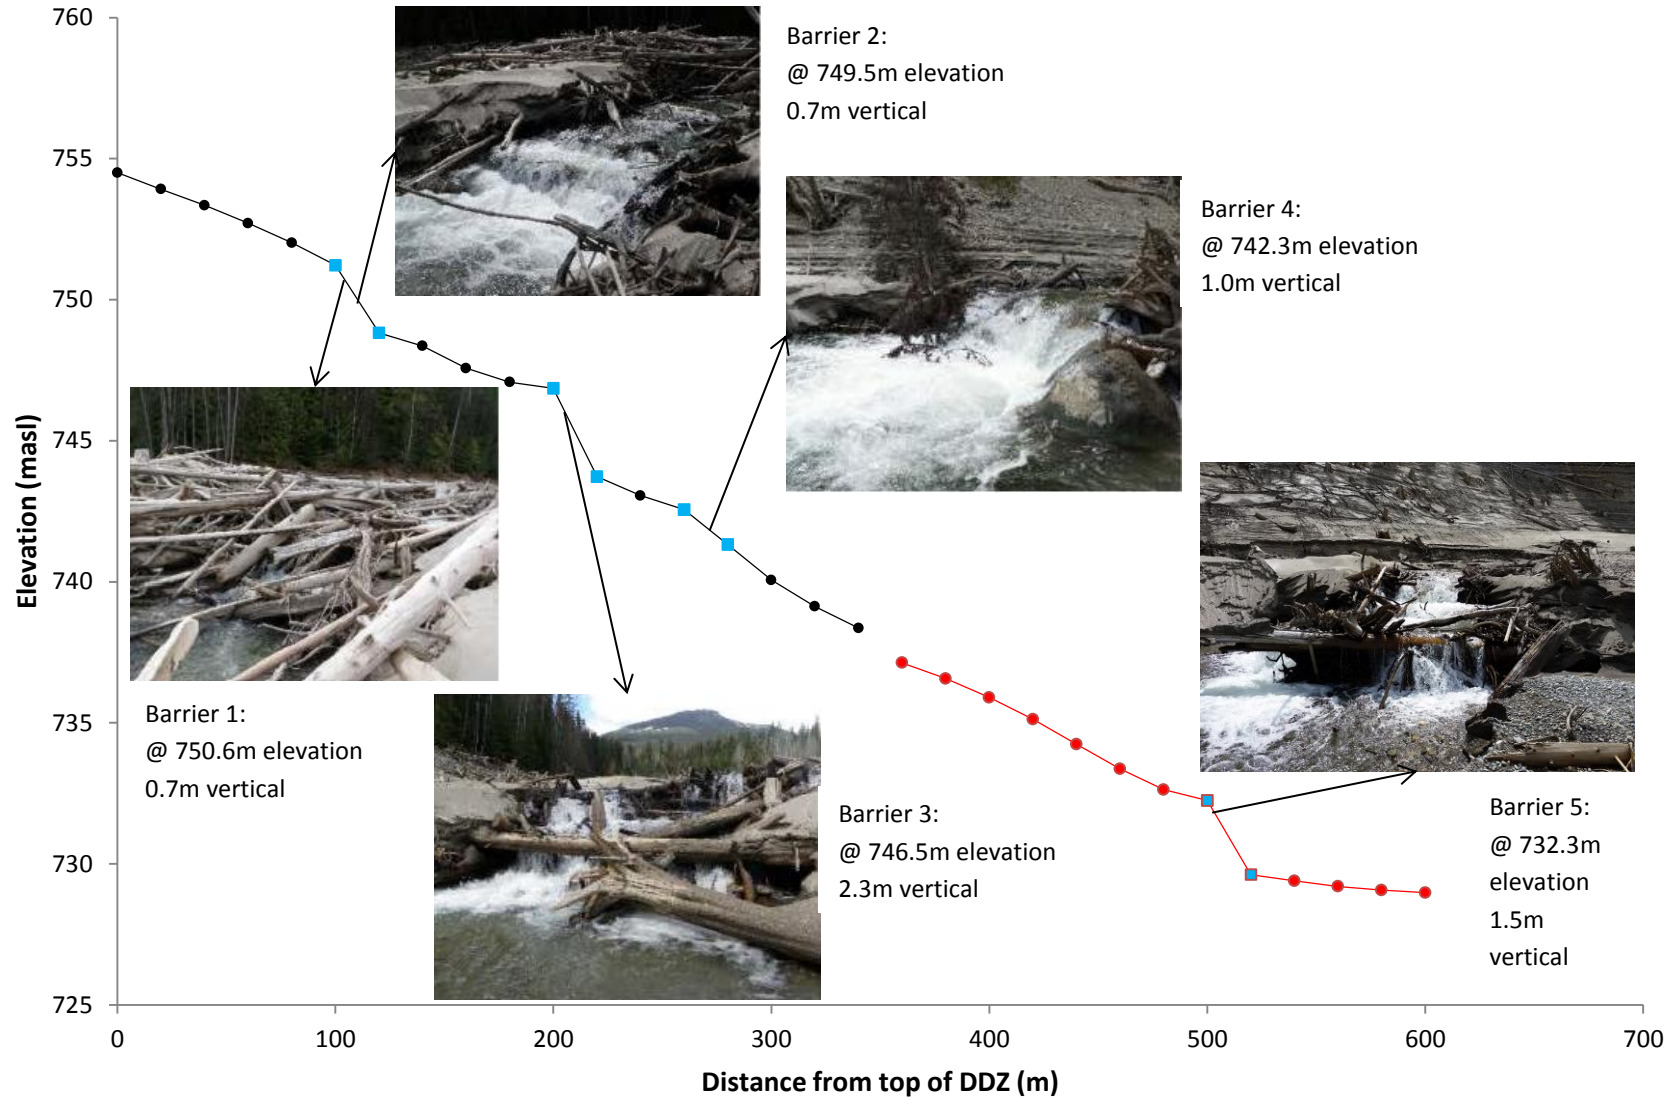 760
755
750
745
740
735
730
725
Elevation (masl)
Barrier 2:
@ 749.5m elevation
0.7m vertical
Barrier 4:
@ 742.3m elevation
1.0m vertical
Barrier 1:
@ 750.6m elevation
0.7m vertical
Barrier 3:
@ 746.5m elevation
2.3m vertical
Barrier 5:
@ 732.3m
elevation
1.5m
vertical
0 100 200 300 400 500 600 700
Distance from top of DDZ (m)